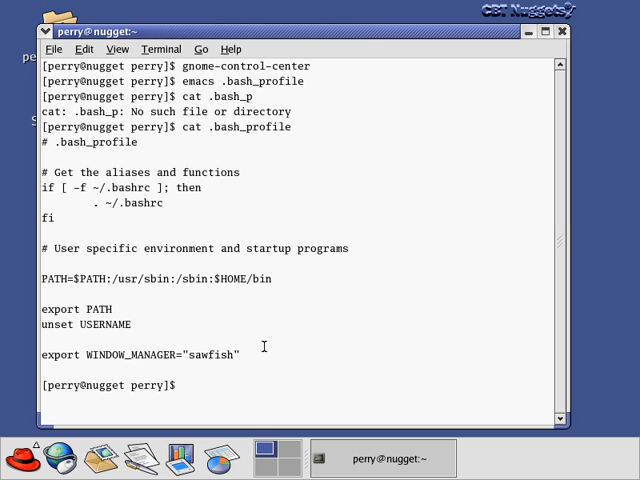 CBT Nuggets
perry@nugget:~
File Edit View Terminal Go Help
[perry@nugget perry]$ gnome-control-center
[perry@nugget perry]$ emacs .bash_profile
[perry@nugget perry]$ cat .bash_p
cat: .bash_p: No such file or directory
[perry@nugget perry]$ cat .bash_profile
# .bash_profile
# Get the aliases and functions
if [ -f ~/.bashrc ]; then
. ~/.bashrc
fi
# User specific environment and startup programs
PATH=$PATH:/usr/sbin:/sbin:$HOME/bin
export PATH
unset USERNAME
export WINDOW_MANAGER="sawfish"
[perry@nugget perry]$
perry@nugget:~